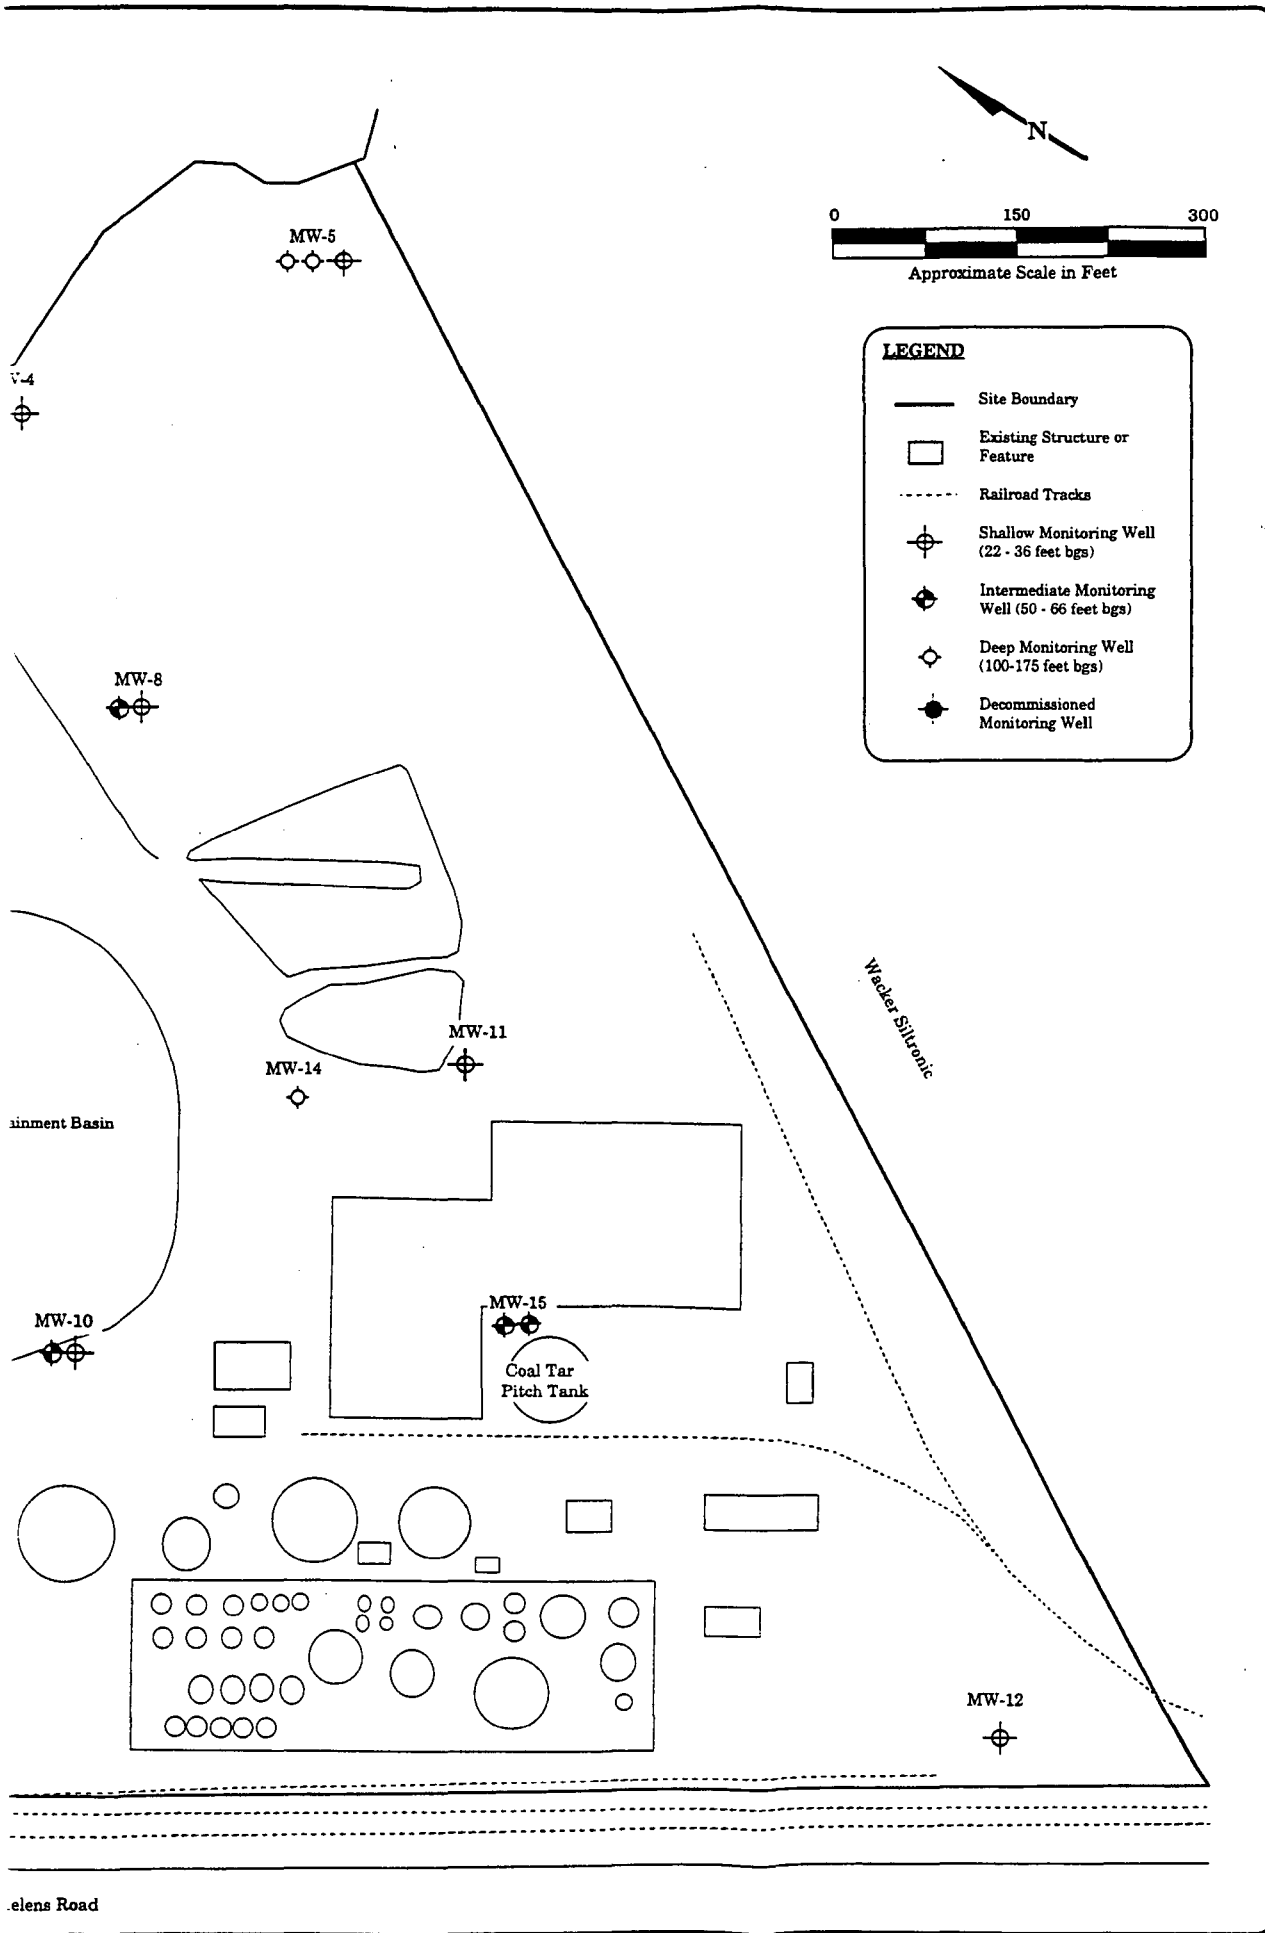 N
0 150 300
Approximate Scale in Feet
MW-5
LEGEND
Site Boundary
Existing Structure or
Feature
Railroad Tracks
Shallow Monitoring Well
(22 - 36 feet bgs)
Intermediate Monitoring
Well (50 - 66 feet bgs)
Deep Monitoring Well
(100-175 feet bgs)
Decommissioned
Monitoring Well
V-4
MW-8
Wacker Siltronic
MW-11
MW-14
ainment Basin
MW-15
MW-10
Coal Tar
Pitch Tank
MW-12
elens Road